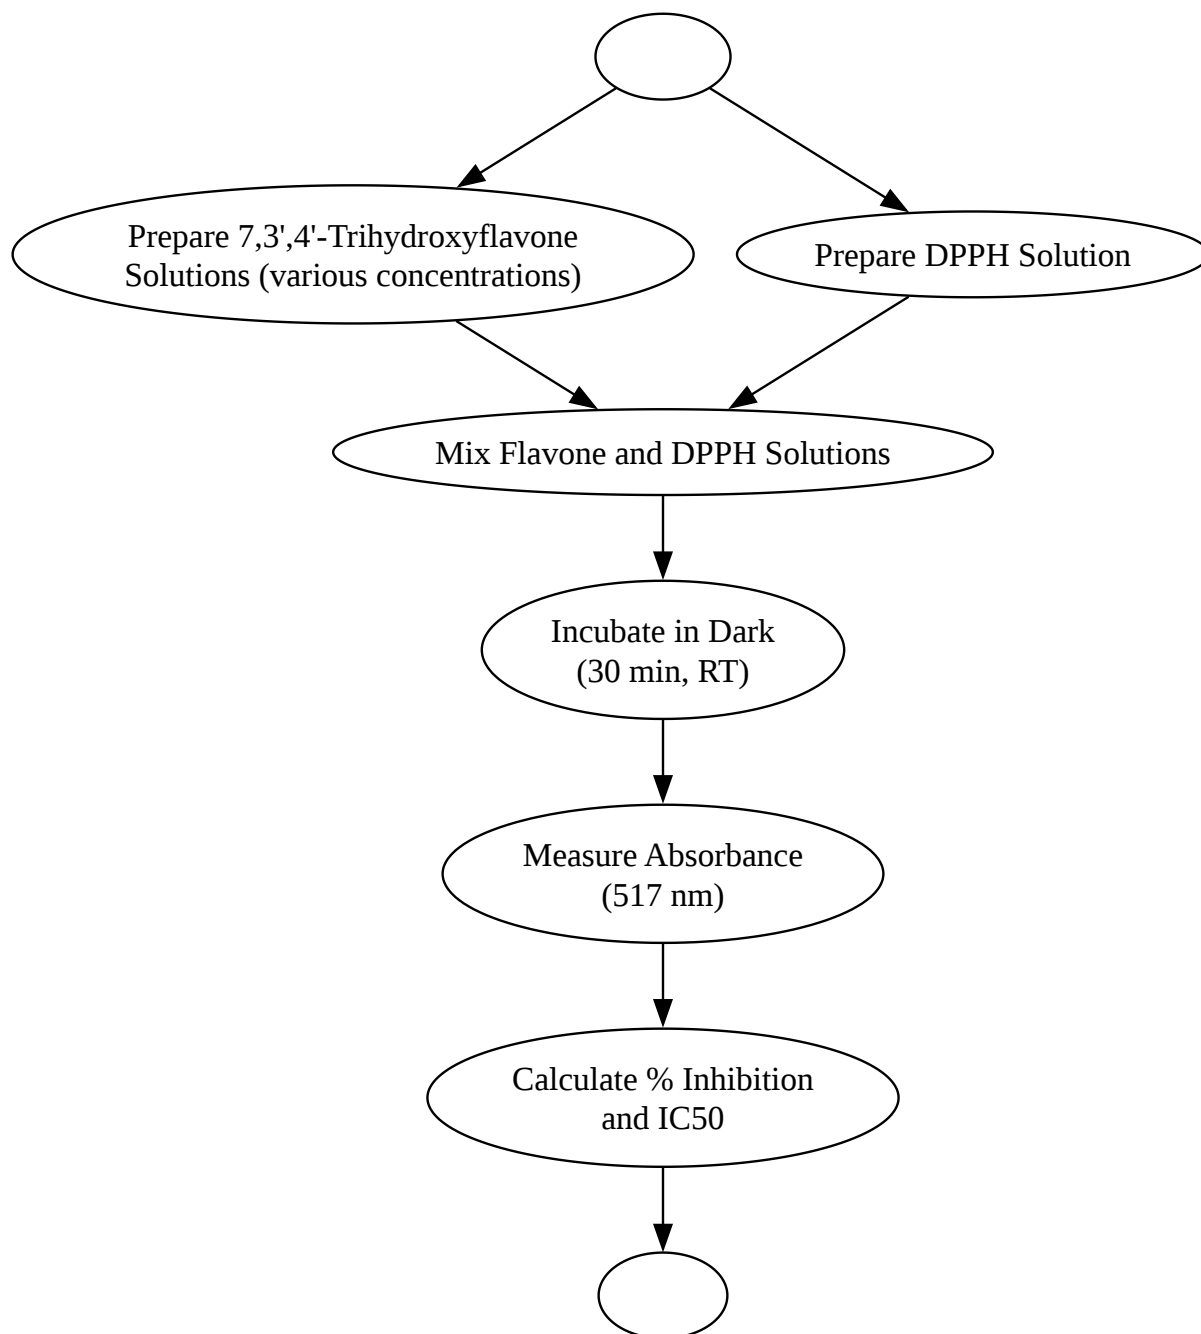 Prepare 7,3',4'-Trihydroxyflavone
Solutions (various concentrations)
Prepare DPPH Solution
Mix Flavone and DPPH Solutions
Incubate in Dark
(30 min, RT)
Measure Absorbance
(517 nm)
Calculate % Inhibition
and IC50